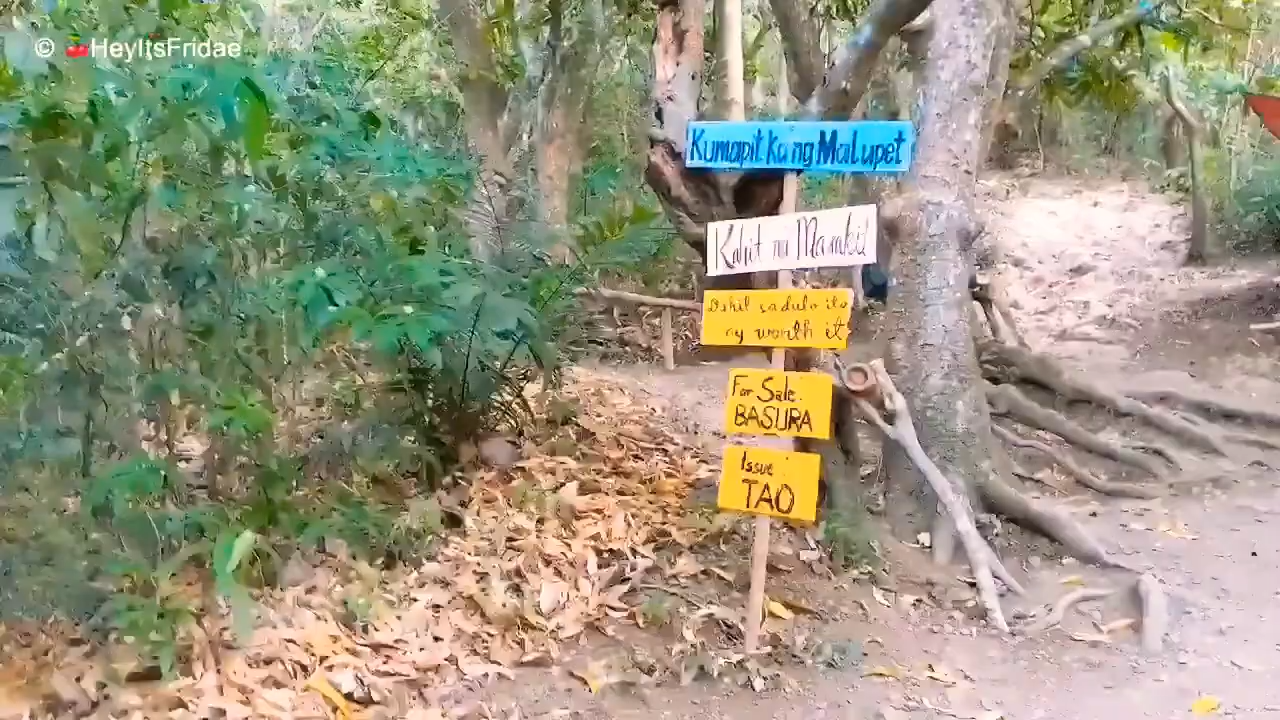 © HeyItsFridae
Kumapit ka ng Malupet
Kahit na Masakit
Dahil sa dulo ito
ay worth it
For Sale:
BASURA
Issue:
TAO